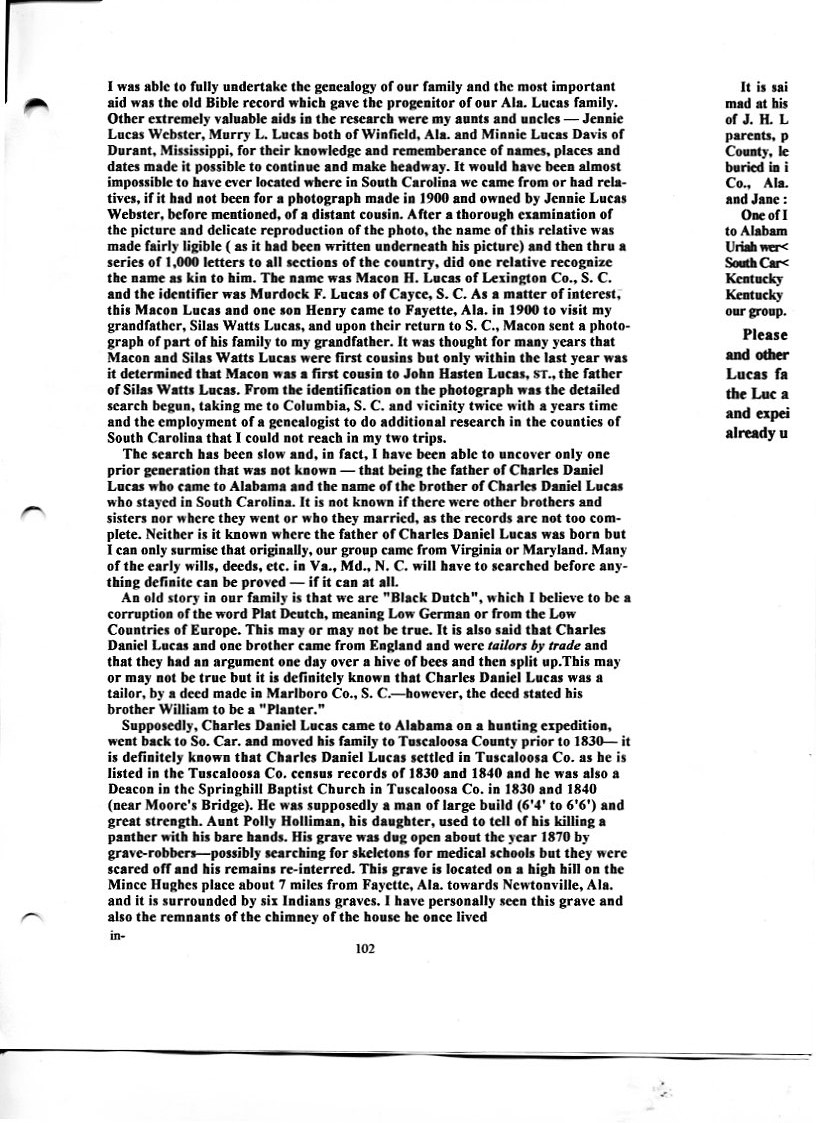 I was able to fully undertake the genealogy of our family and the most important
aid was the old Bible record which gave the progenitor of our Ala. Lucas family.
Other extremely valuable aids in the research were my aunts and uncles — Jennie
Lucas Webster, Murry L. Lucas both of Winfield, Ala. and Minnie Lucas Davis of
Durant, Mississippi, for their knowledge and rememberance of names, places and
dates made it possible to continue and make headway. It would have been almost
impossible to have ever located where in South Carolina we came from or had rela-
tives, if it had not been for a photograph made in 1900 and owned by Jennie Lucas
Webster, before mentioned, of a distant cousin. After a thorough examination of
the picture and delicate reproduction of the photo, the name of this relative was
made fairly ligible ( as it had been written underneath his picture) and then thru a
series of 1,000 letters to all sections of the country, did one relative recognize
the name as kin to him. The name was Macon H. Lucas of Lexington Co., S. C.
and the identifier was Murdock F. Lucas of Cayce, S. C. As a matter of interest,
this Macon Lucas and one son Henry came to Fayette, Ala. in 1900 to visit my
grandfather, Silas Watts Lucas, and upon their return to S. C., Macon sent a photo-
graph of part of his family to my grandfather. It was thought for many years that
Macon and Silas Watts Lucas were first cousins but only within the last year was
it determined that Macon was a first cousin to John Hasten Lucas, ST., the father
of Silas Watts Lucas. From the identification on the photograph was the detailed
search begun, taking me to Columbia, S. C. and vicinity twice with a years time
and the employment of a genealogist to do additional research in the counties of
South Carolina that I could not reach in my two trips.
The search has been slow and, in fact, I have been able to uncover only one
prior generation that was not known — that being the father of Charles Daniel
Lucas who came to Alabama and the name of the brother of Charles Daniel Lucas
who stayed in South Carolina. It is not known if there were other brothers and
sisters nor where they went or who they married, as the records are not too com-
plete. Neither is it known where the father of Charles Daniel Lucas was born but
I can only surmise that originally, our group came from Virginia or Maryland. Many
of the early wills, deeds, etc. in Va., Md., N. C. will have to searched before any-
thing definite can be proved — if it can at all.
An old story in our family is that we are "Black Dutch", which I believe to be a
corruption of the word Plat Deutch, meaning Low German or from the Low
Countries of Europe. This may or may not be true. It is also said that Charles
Daniel Lucas and one brother came from England and were tailors by trade and
that they had an argument one day over a hive of bees and then split up.This may
or may not be true but it is definitely known that Charles Daniel Lucas was a
tailor, by a deed made in Marlboro Co., S. C.—however, the deed stated his
brother William to be a "Planter."
Supposedly, Charles Daniel Lucas came to Alabama on a hunting expedition,
went back to So. Car. and moved his family to Tuscaloosa County prior to 1830— it
is definitely known that Charles Daniel Lucas settled in Tuscaloosa Co. as he is
listed in the Tuscaloosa Co. census records of 1830 and 1840 and he was also a
Deacon in the Springhill Baptist Church in Tuscaloosa Co. in 1830 and 1840
(near Moore's Bridge). He was supposedly a man of large build (6'4' to 6'6') and
great strength. Aunt Polly Holliman, his daughter, used to tell of his killing a
panther with his bare hands. His grave was dug open about the year 1870 by
grave-robbers—possibly searching for skeletons for medical schools but they were
scared off and his remains re-interred. This grave is located on a high hill on the
Mince Hughes place about 7 miles from Fayette, Ala. towards Newtonville, Ala.
and it is surrounded by six Indians graves. I have personally seen this grave and
also the remnants of the chimney of the house he once lived
in-
102
It is sai
mad at his
of J. H. L
parents, p
County, le
buried in i
Co., Ala.
and Jane :
One of I
to Alabam
Uriah wer<
South Car<
Kentucky
Kentucky
our group.
Please
and other
Lucas fa
the Luc a
and expei
already u